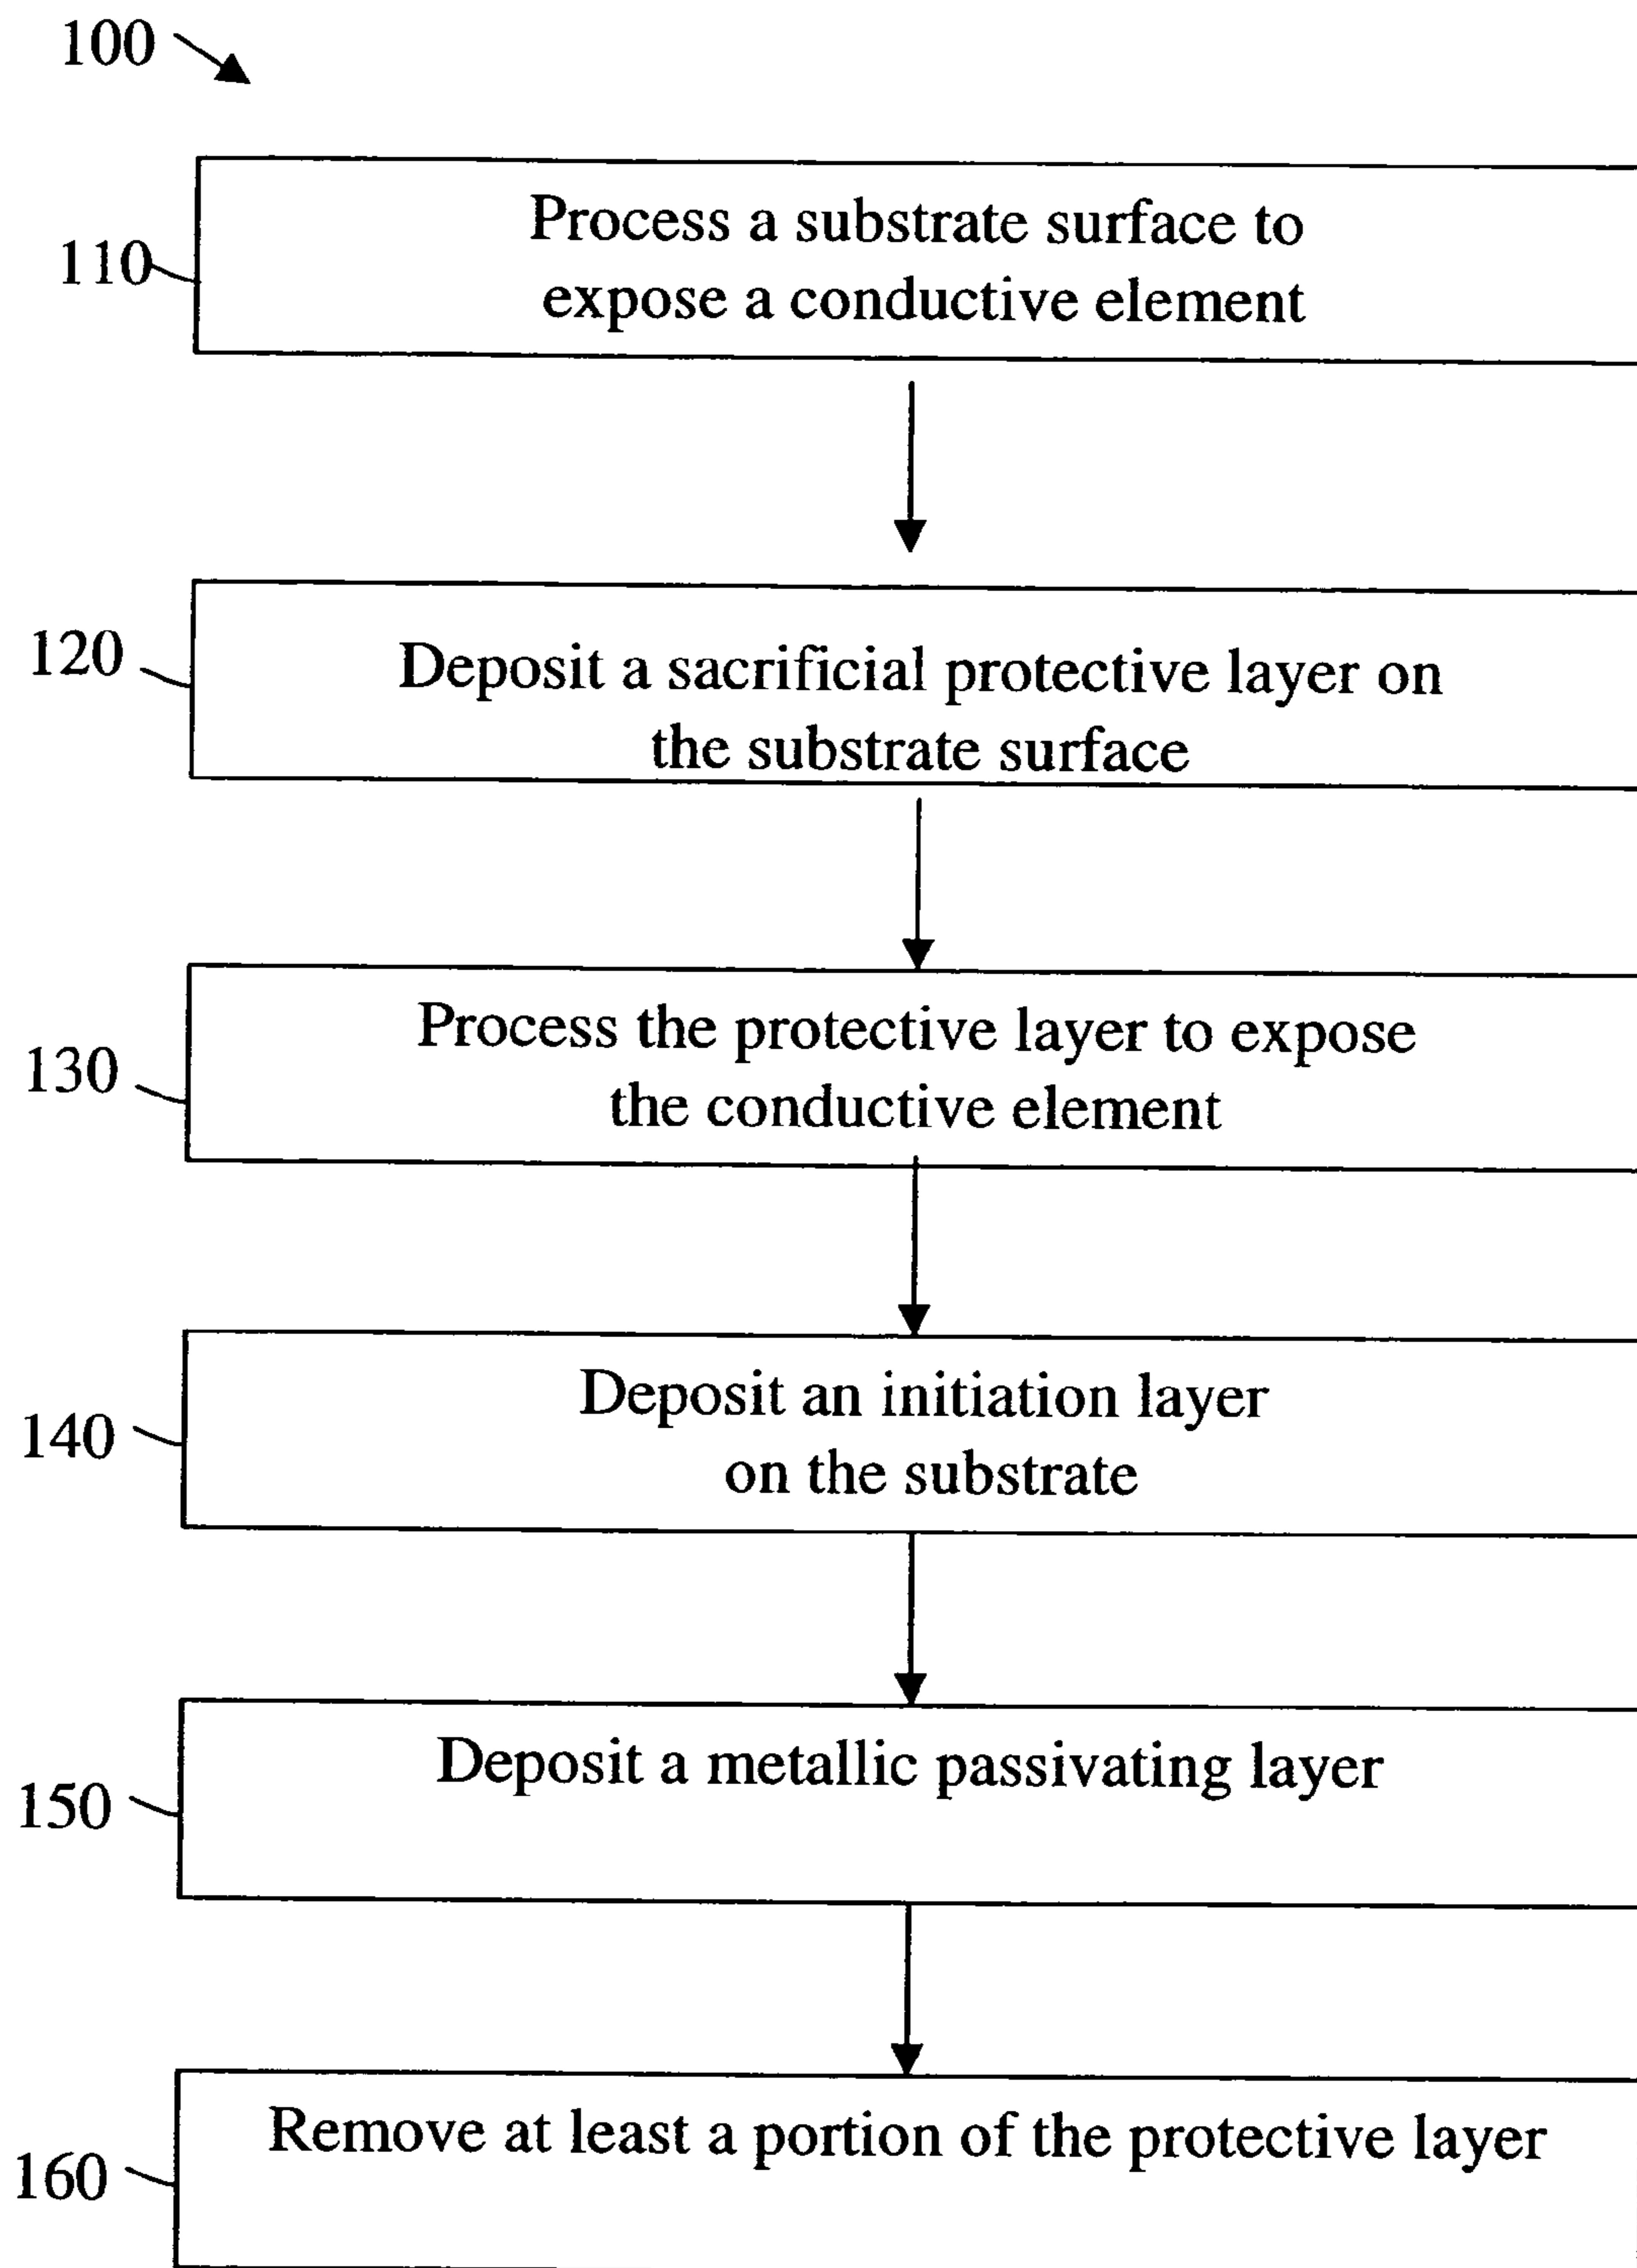 100
110
Process a substrate surface to
expose a conductive element
120
Deposit a sacrificial protective layer on
the substrate surface
130
Process the protective layer to expose
the conductive element
140
Deposit an initiation layer
on the substrate
150
Deposit a metallic passivating layer
160
Remove at least a portion of the protective layer